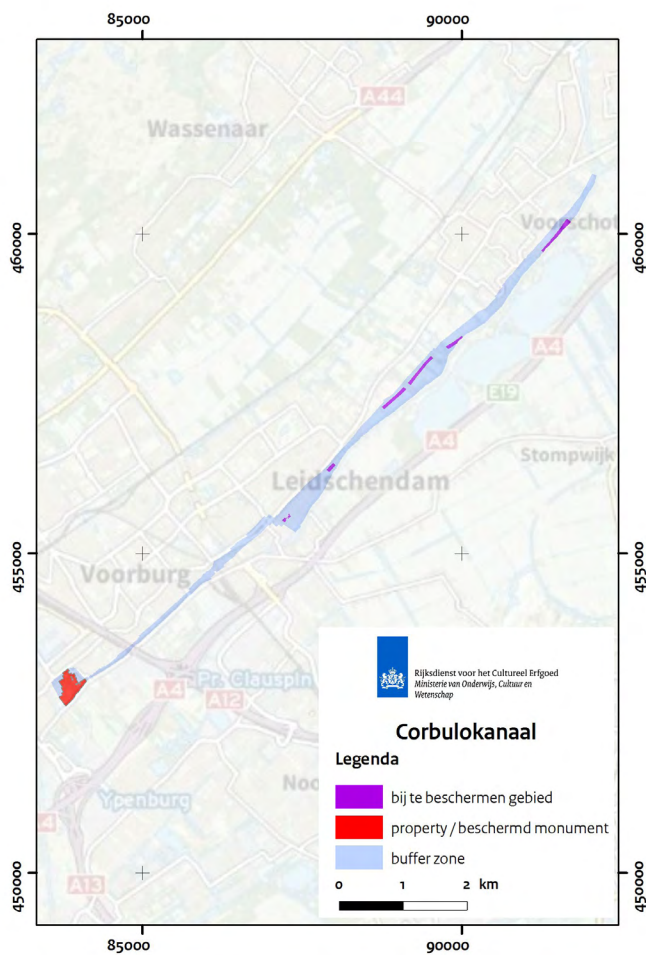 85000
90000
A44
Wassenaar
460000
460000
Voorschot
A4
E19
A4
Leidschendam
Stompwijk
455000
455000
Voorburg
Pr. Clauspln
A4
A12
Noo
Ypenburg
4
A13
450000
450000
Rijksdienst voor het Cultureel Erfgoed
Ministerie van Onderwijs, Cultuur en
Wetenschap
Corbulokanaal
Legenda
bij te beschermen gebied
property / beschermd monument
buffer zone
0 1 2 km
85000
90000